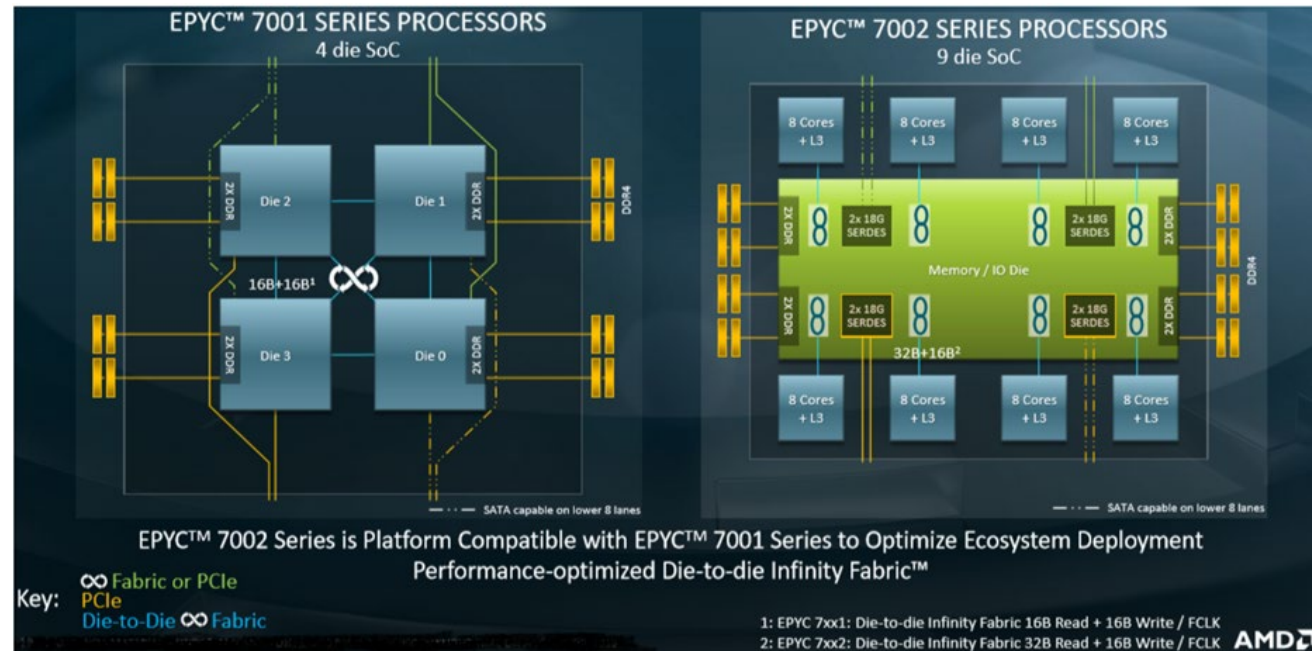 EPYC™ 7001 SERIES PROCESSORS
4 die SoC
2X DDR
Die 2
Die 1
2X DDR
DDR4
16B+16B¹
2X DDR
Die 3
Die 0
2X DDR
SATA capable on lower 8 lanes
EPYC™ 7002 SERIES PROCESSORS
9 die SoC
8 Cores
+ L3
8 Cores
+ L3
8 Cores
+ L3
8 Cores
+ L3
2X DDR
2x 18G
SERDES
2x 18G
SERDES
2X DDR
Memory / IO Die
DDR4
2X DDR
2x 18G
SERDES
2x 18G
SERDES
2X DDR
32B+16B²
8 Cores
+ L3
8 Cores
+ L3
8 Cores
+ L3
8 Cores
+ L3
SATA capable on lower 8 lanes
EPYC™ 7002 Series is Platform Compatible with EPYC™ 7001 Series to Optimize Ecosystem Deployment
Performance-optimized Die-to-die Infinity Fabric™
Key:
∞ Fabric or PCIe
PCIe
Die-to-Die ∞ Fabric
1: EPYC 7xx1: Die-to-die Infinity Fabric 16B Read + 16B Write / FCLK
2: EPYC 7xx2: Die-to-die Infinity Fabric 32B Read + 16B Write / FCLK
AMD